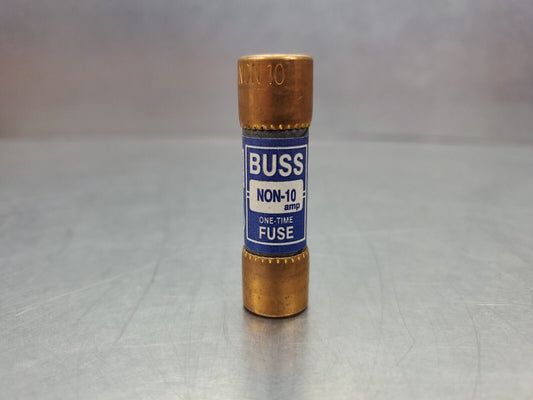 NON 10
BUSS
NON-10
amp
ONE-TIME
FUSE